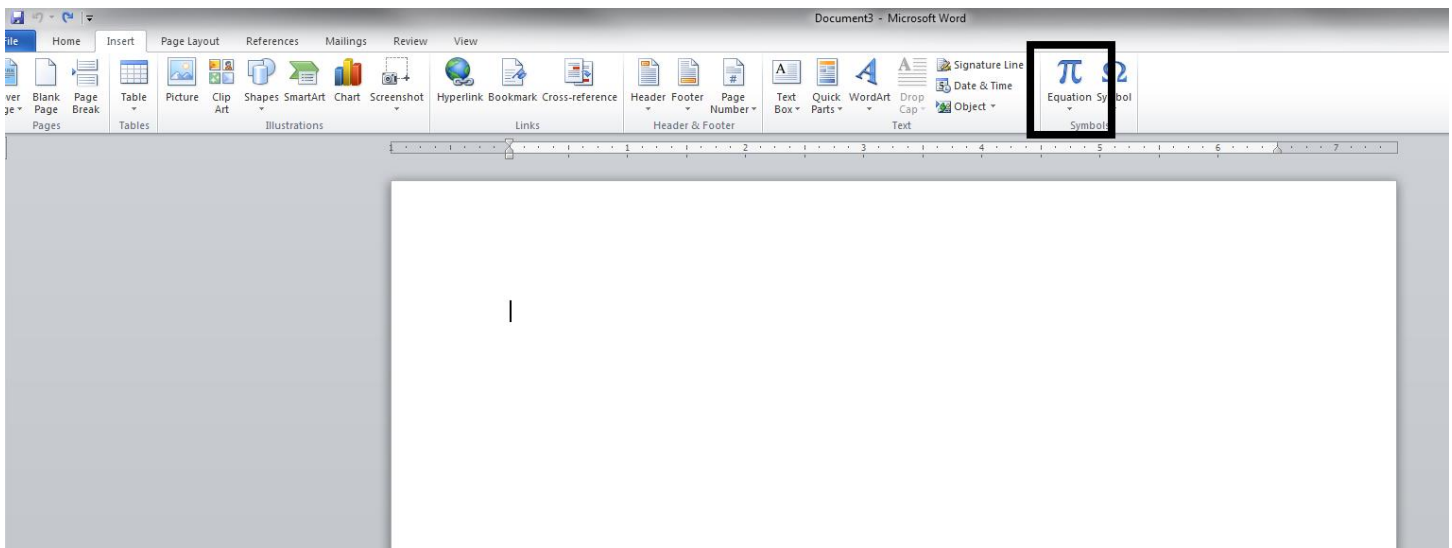 Document3 - Microsoft Word
File Home Insert Page Layout References Mailings Review View
Blank Page
Page Break
Table
Picture
Clip Art
Shapes
SmartArt
Chart
Screenshot
Hyperlink
Bookmark
Cross-reference
Header
Footer
Page Number
Text Box
Quick Parts
WordArt
Drop Cap
Signature Line
Date & Time
Object
π
Equation
Ω
Symbol
Pages Tables Illustrations Links Header & Footer Text Symbols
1 1 2 3 4 5 6 7